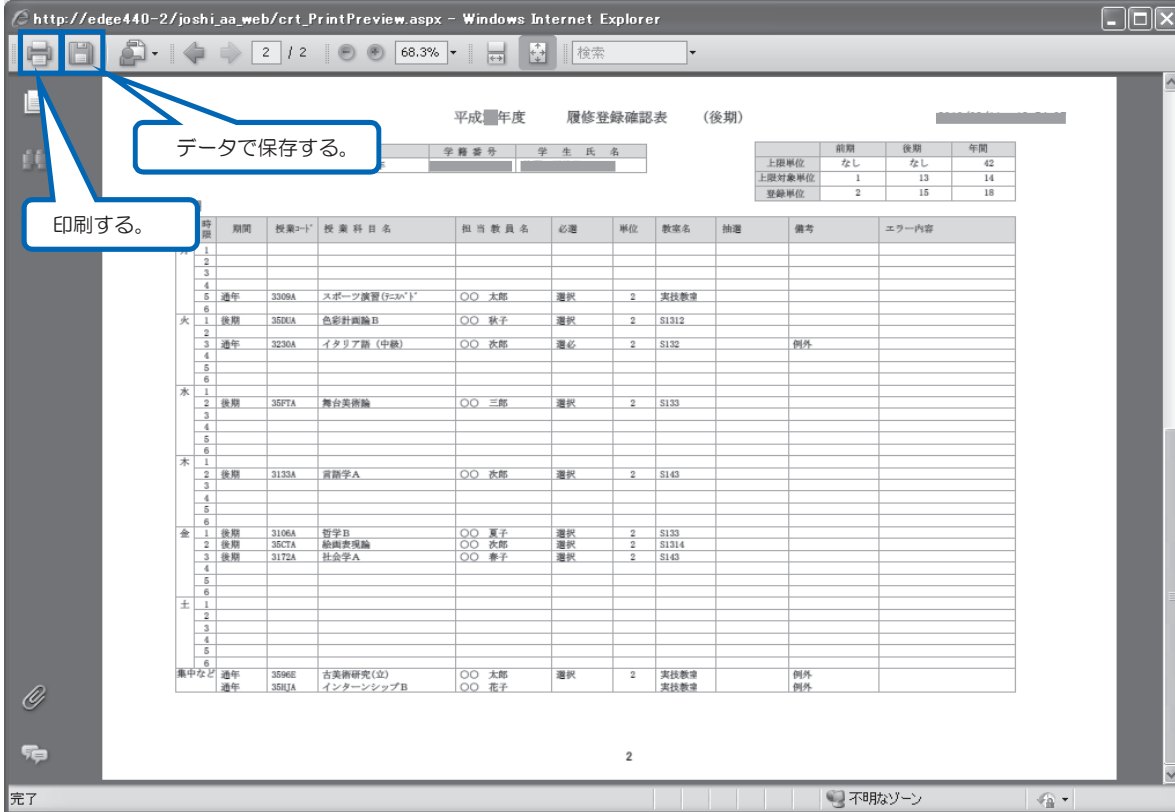 http://edge440-2/joshi_aa_web/crt_PrintPreview.aspx - Windows Internet Explorer
2 / 2 68.3% 検索
平成 年度 履修登録確認表 (後期)
データで保存する。
印刷する。
学籍番号 学生氏名
前期 後期 年間
上限単位 なし なし 42
上限対象単位 1 13 14
登録単位 2 15 18
時限 期間 授業コード 授業科目名 担当教員名 必選 単位 教室名 抽選 備考 エラー内容
月 1
2
3
4
5 通年 3309A スポーツ演習(テニスバド 〇〇 太郎 選択 2 実技教室
6
火 1 後期 35DUA 色彩計画論B 〇〇 秋子 選択 2 S1312
2
3 通年 3230A イタリア語(中級) 〇〇 次郎 選必 2 S132 例外
4
5
6
水 1
2 後期 35FTA 舞台美術論 〇〇 三郎 選択 2 S133
3
4
5
6
木 1
2 後期 3133A 言語学A 〇〇 次郎 選択 2 S143
3
4
5
6
金 1 後期 3106A 哲学B 〇〇 夏子 選択 2 S133
2 後期 35CTA 絵画表現論 〇〇 次郎 選択 2 S1314
3 後期 3172A 社会学A 〇〇 春子 選択 2 S143
4
5
6
土 1
2
3
4
5
6
集中など 通年 3596E 古美術研究(立) 〇〇 太郎 選択 2 実技教室 例外
通年 35HJA インターンシップB 〇〇 花子 実技教室 例外
2
完了 不明なゾーン